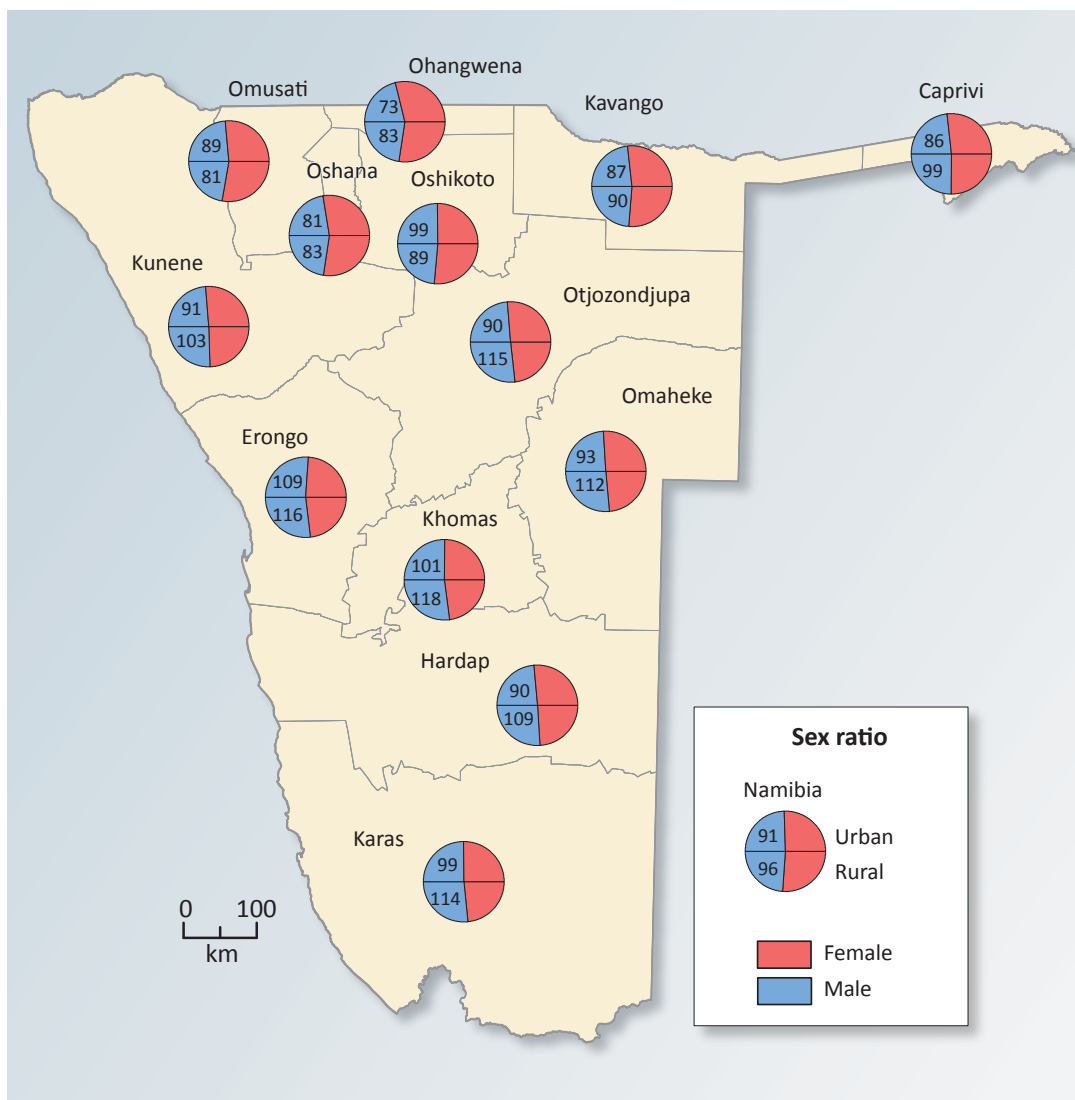 Ohangwena
Omusati
Caprivi
Kavango
73
83
89
81
86
99
Oshana
Oshikoto
87
90
81
83
99
89
Kunene
91
103
Otjozondjupa
90
115
Omaheke
Erongo
93
112
109
116
Khomas
101
118
Hardap
90
109
Karas
99
114
0 100
km
Sex ratio
Namibia
91
Urban
96
Rural
Female
Male